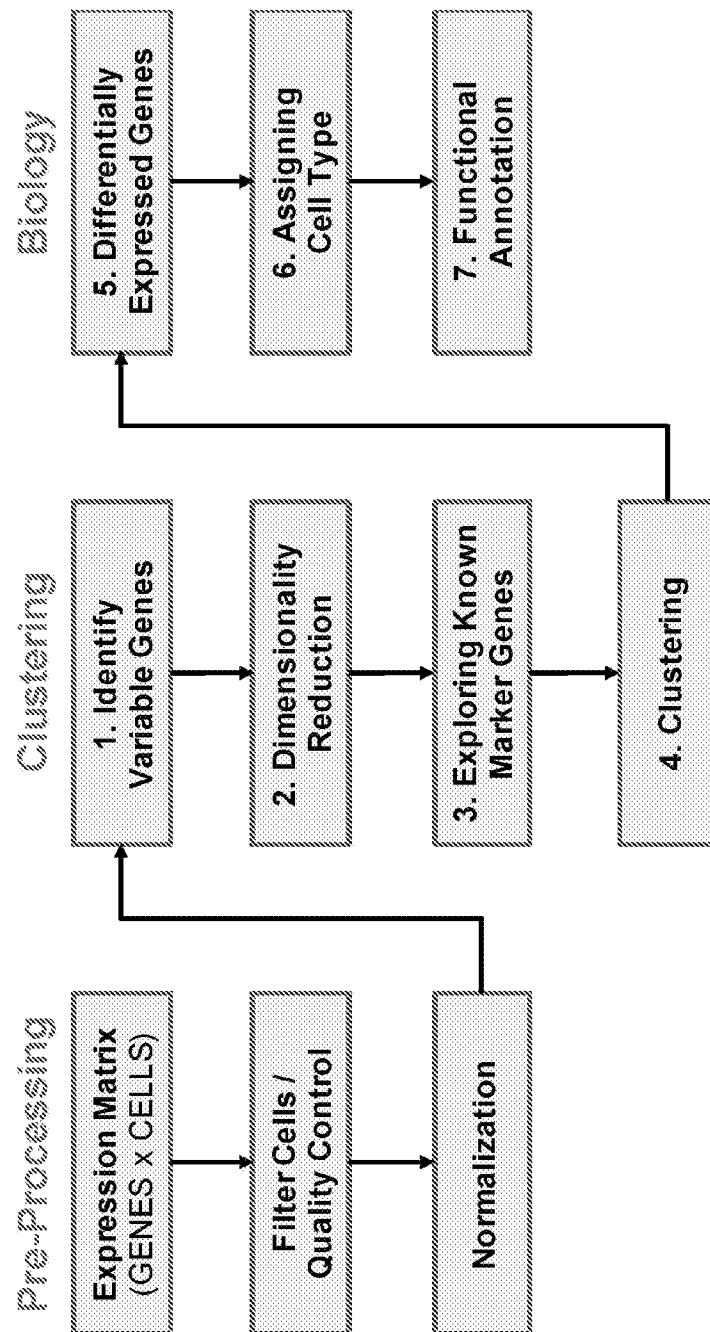 Pre-Processing
Expression Matrix
(GENES x CELLS)
Filter Cells /
Quality Control
Normalization
Clustering
1. Identify
Variable Genes
2. Dimensionality
Reduction
3. Exploring Known
Marker Genes
4. Clustering
Biology
5. Differentially
Expressed Genes
6. Assigning
Cell Type
7. Functional
Annotation